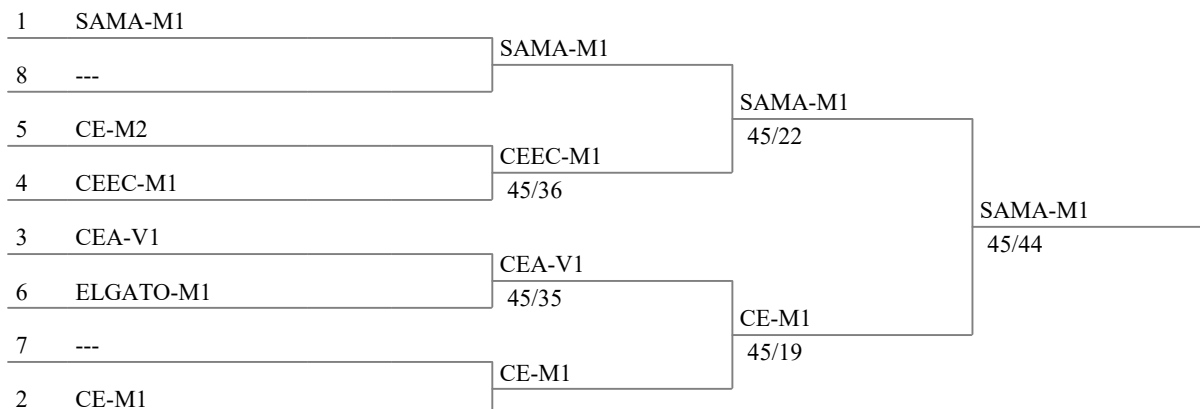 1 SAMA-M1
8 ---
5 CE-M2
4 CEEC-M1
3 CEA-V1
6 ELGATO-M1
7 ---
2 CE-M1
SAMA-M1
CEEC-M1
45/36
CEA-V1
45/35
CE-M1
SAMA-M1
45/22
CE-M1
45/19
SAMA-M1
45/44